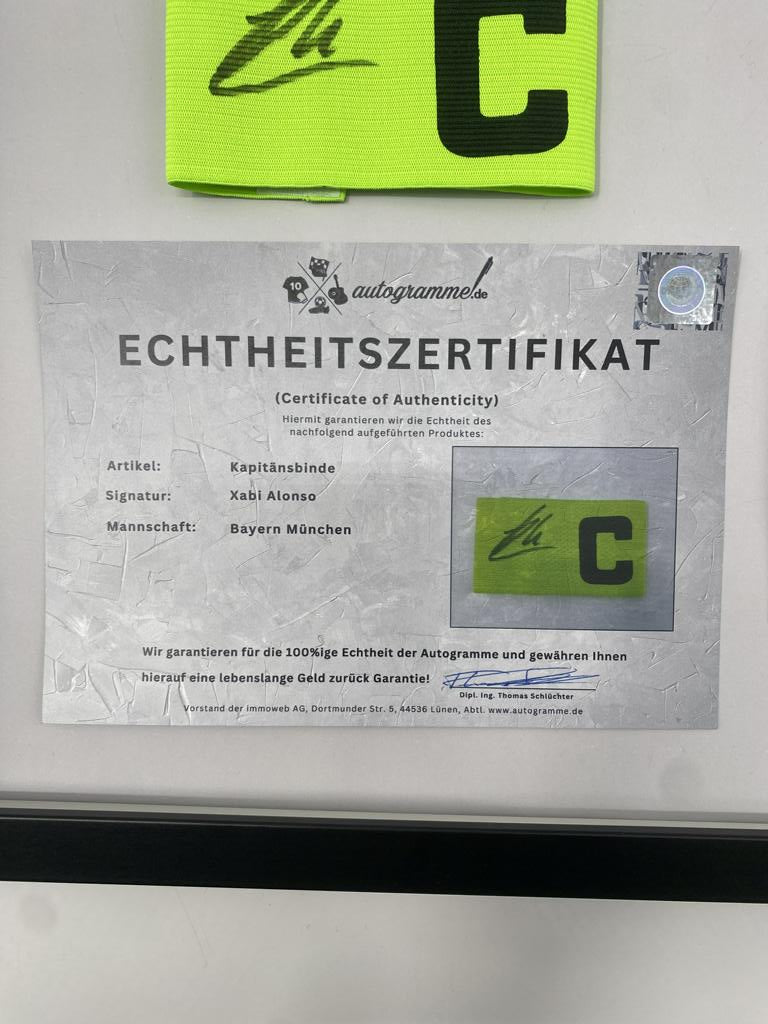 C
10
autogramme!.de
ECHTHEITSZERTIFIKAT
(Certificate of Authenticity)
Hiermit garantieren wir die Echtheit des
nachfolgend aufgeführten Produktes:
Artikel: Kapitänsbinde
Signatur: Xabi Alonso
Mannschaft: Bayern München
C
Wir garantieren für die 100%ige Echtheit der Autogramme und gewähren Ihnen
hierauf eine lebenslange Geld zurück Garantie!
Dipl. Ing. Thomas Schlüchter
Vorstand der immoweb AG, Dortmunder Str. 5, 44536 Lünen, Abtl. www.autogramme.de